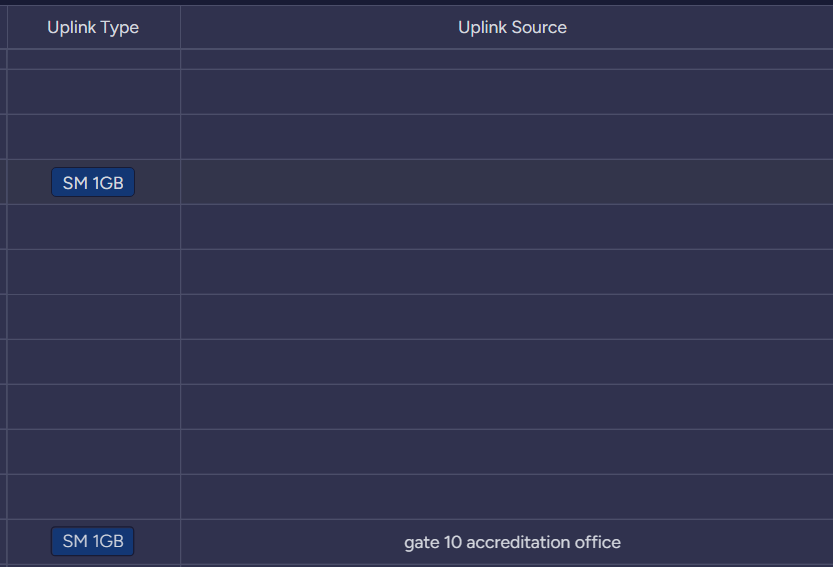 Uplink Type Uplink Source
SM 1GB
SM 1GB gate 10 accreditation office